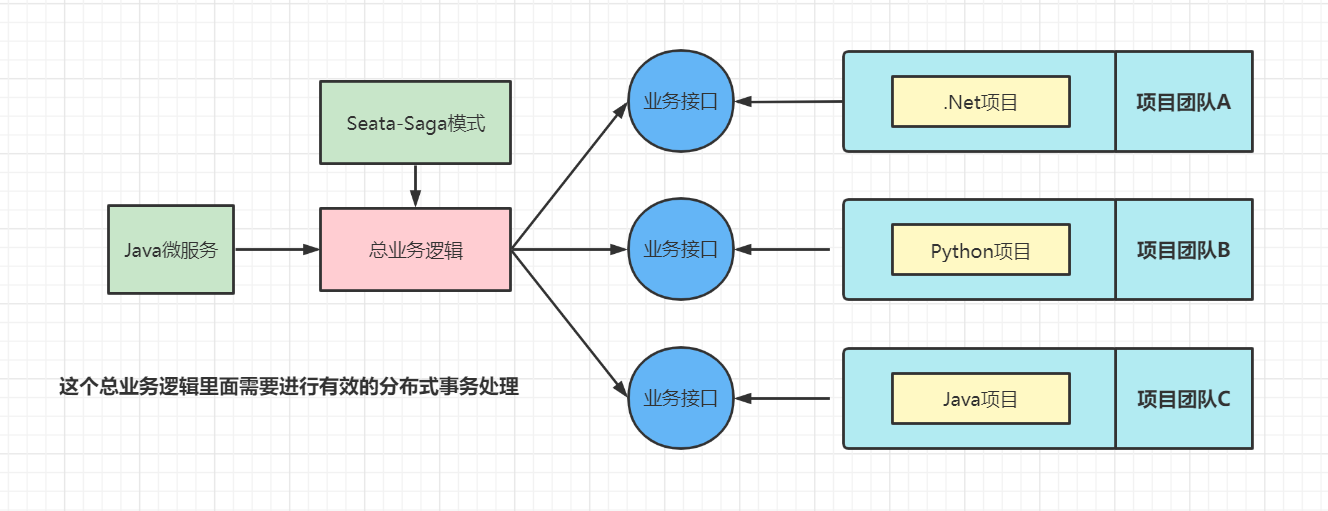 Seata-Saga模式
Java微服务
总业务逻辑
业务接口
.Net项目
项目团队A
业务接口
Python项目
项目团队B
业务接口
Java项目
项目团队C
这个总业务逻辑里面需要进行有效的分布式事务处理